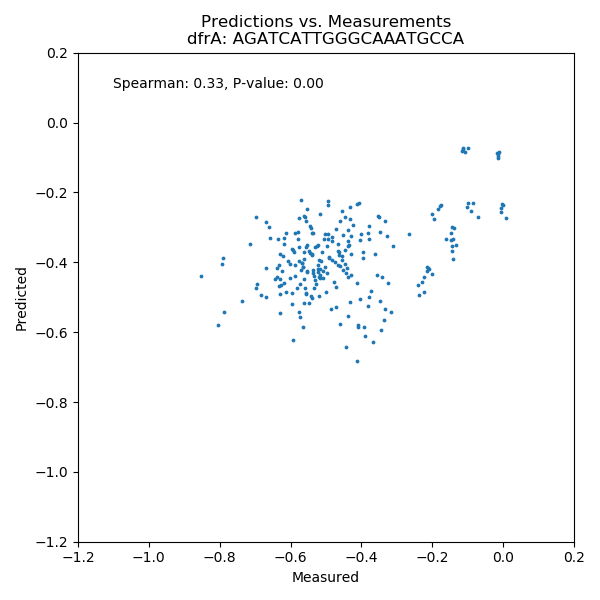 Predictions vs. Measurements
dfrA: AGATCATTGGGCAAATGCCA
Spearman: 0.33, P-value: 0.00
0.2
0.0
−0.2
−0.4
−0.6
−0.8
−1.0
−1.2
Predicted
−1.2 −1.0 −0.8 −0.6 −0.4 −0.2 0.0 0.2
Measured